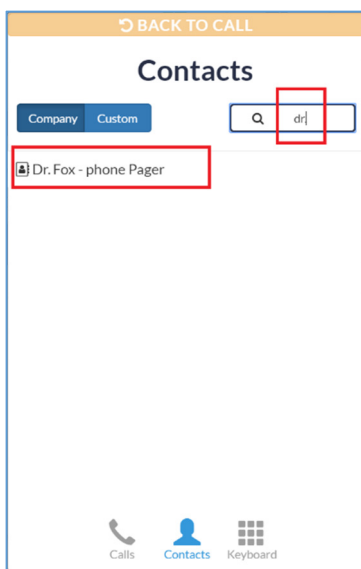 BACK TO CALL
Contacts
Company Custom dr
Dr. Fox - phone Pager
Calls Contacts Keyboard